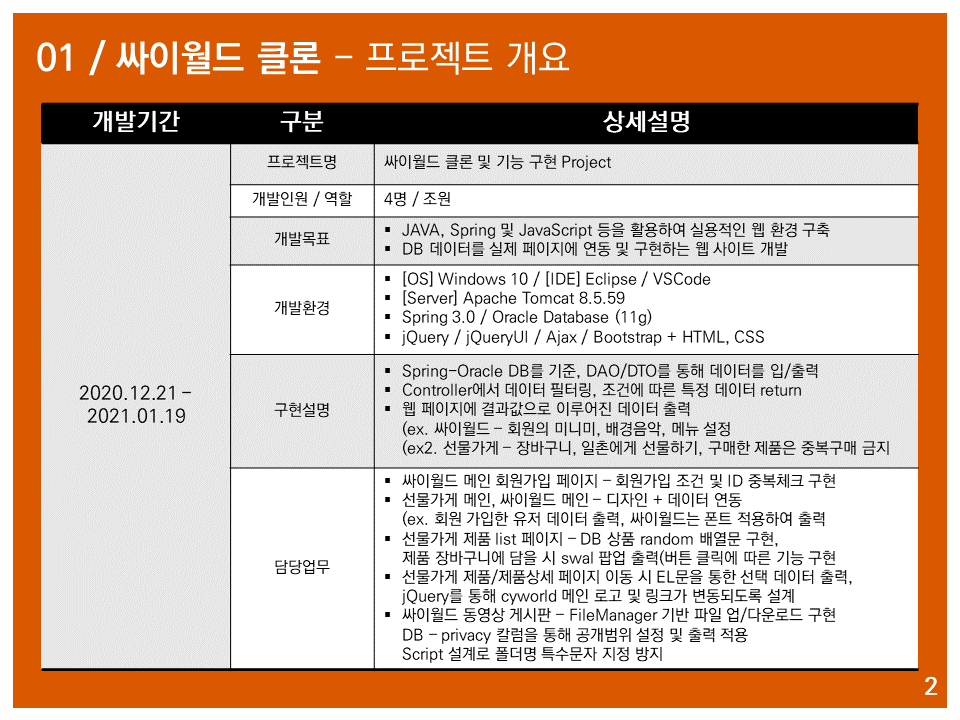 01 / 싸이월드 클론 – 프로젝트 개요
개발기간 구분 상세설명
2020.12.21 –
2021.01.19
프로젝트명 싸이월드 클론 및 기능 구현 Project
개발인원 / 역할 4명 / 조원
개발목표
▪ JAVA, Spring 및 JavaScript 등을 활용하여 실용적인 웹 환경 구축
▪ DB 데이터를 실제 페이지에 연동 및 구현하는 웹 사이트 개발
개발환경
▪ [OS] Windows 10 / [IDE] Eclipse / VSCode
▪ [Server] Apache Tomcat 8.5.59
▪ Spring 3.0 / Oracle Database (11g)
▪ jQuery / jQueryUI / Ajax / Bootstrap + HTML, CSS
구현설명
▪ Spring-Oracle DB를 기준, DAO/DTO를 통해 데이터를 입/출력
▪ Controller에서 데이터 필터링, 조건에 따른 특정 데이터 return
▪ 웹 페이지에 결과값으로 이루어진 데이터 출력
(ex. 싸이월드 – 회원의 미니미, 배경음악, 메뉴 설정
(ex2. 선물가게 – 장바구니, 일촌에게 선물하기, 구매한 제품은 중복구매 금지
담당업무
▪ 싸이월드 메인 회원가입 페이지 – 회원가입 조건 및 ID 중복체크 구현
▪ 선물가게 메인, 싸이월드 메인 – 디자인 + 데이터 연동
(ex. 회원 가입한 유저 데이터 출력, 싸이월드는 폰트 적용하여 출력
▪ 선물가게 제품 list 페이지 – DB 상품 random 배열문 구현,
제품 장바구니에 담을 시 swal 팝업 출력(버튼 클릭에 따른 기능 구현
▪ 선물가게 제품/제품상세 페이지 이동 시 EL문을 통한 선택 데이터 출력,
jQuery를 통해 cyworld 메인 로고 및 링크가 변동되도록 설계
▪ 싸이월드 동영상 게시판 – FileManager 기반 파일 업/다운로드 구현
DB – privacy 칼럼을 통해 공개범위 설정 및 출력 적용
Script 설계로 폴더명 특수문자 지정 방지
2